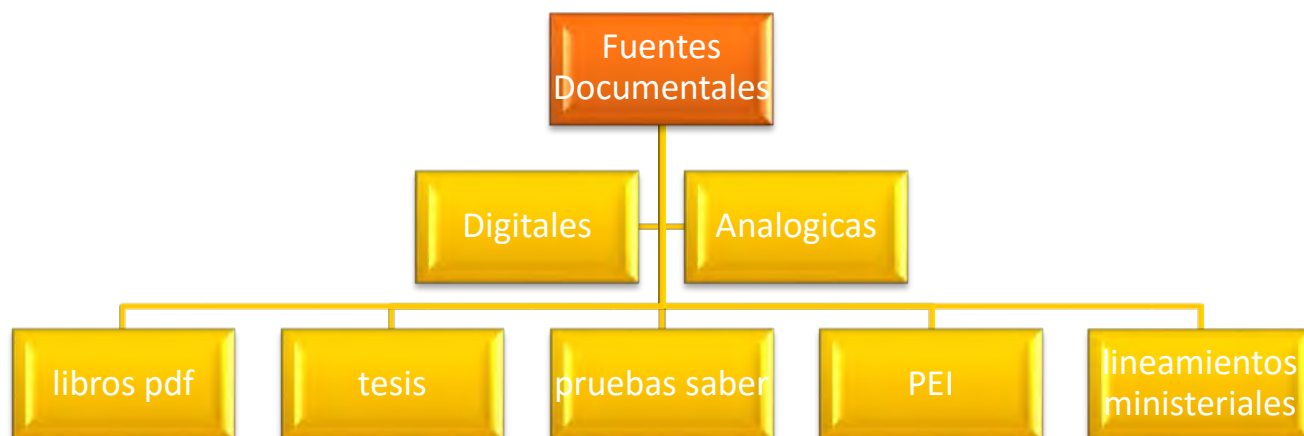 Fuentes
Documentales
Digitales
Analogicas
libros pdf
tesis
pruebas saber
PEI
lineamientos
ministeriales